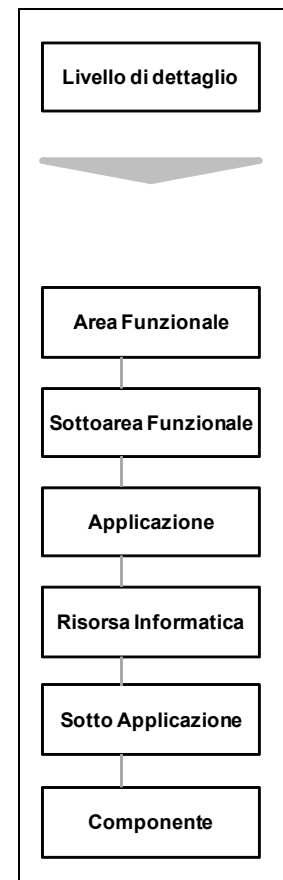 Livello di dettaglio
Area Funzionale
Sottoarea Funzionale
Applicazione
Risorsa Informatica
Sotto Applicazione
Componente